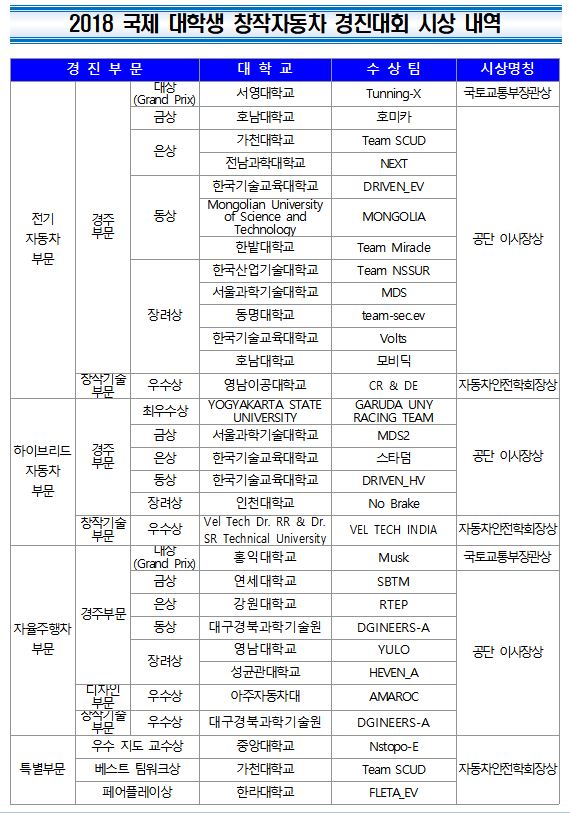 2018 국제 대학생 창작자동차 경진대회 시상 내역
경 진 부 문 대 학 교 수 상 팀 시상명칭
전기
자동차
부문
경주
부문
대상
(Grand Prix)
서영대학교 Tunning-X 국토교통부장관상
금상 호남대학교 호미카
공단 이사장상
은상
가천대학교 Team SCUD
전남과학대학교 NEXT
동상
한국기술교육대학교 DRIVEN_EV
Mongolian University
of Science and
Technology
MONGOLIA
한밭대학교 Team Miracle
장려상
한국산업기술대학교 Team NSSUR
서울과학기술대학교 MDS
동명대학교 team-sec.ev
한국기술교육대학교 Volts
호남대학교 모비딕
창작기술
부문
우수상 영남이공대학교 CR & DE 자동차안전학회장상
하이브리드
자동차
부문
경주
부문
최우수상
YOGYAKARTA STATE
UNIVERSITY
GARUDA UNY
RACING TEAM
공단 이사장상
금상 서울과학기술대학교 MDS2
은상 한국기술교육대학교 스타덤
동상 한국기술교육대학교 DRIVEN_HV
장려상 인천대학교 No Brake
창작기술
부문
우수상
Vel Tech Dr. RR & Dr.
SR Technical University
VEL TECH INDIA 자동차안전학회장상
자율주행차
부문
경주부문
대상
(Grand Prix)
홍익대학교 Musk 국토교통부장관상
금상 연세대학교 SBTM
공단 이사장상
은상 강원대학교 RTEP
동상 대구경북과학기술원 DGINEERS-A
장려상
영남대학교 YULO
성균관대학교 HEVEN_A
디자인
부문
우수상 아주자동차대 AMAROC
창작기술
부문
우수상 대구경북과학기술원 DGINEERS-A
특별부문
우수 지도 교수상 중앙대학교 Nstopo-E
자동차안전학회장상
베스트 팀워크상 가천대학교 Team SCUD
페어플레이상 한라대학교 FLETA_EV